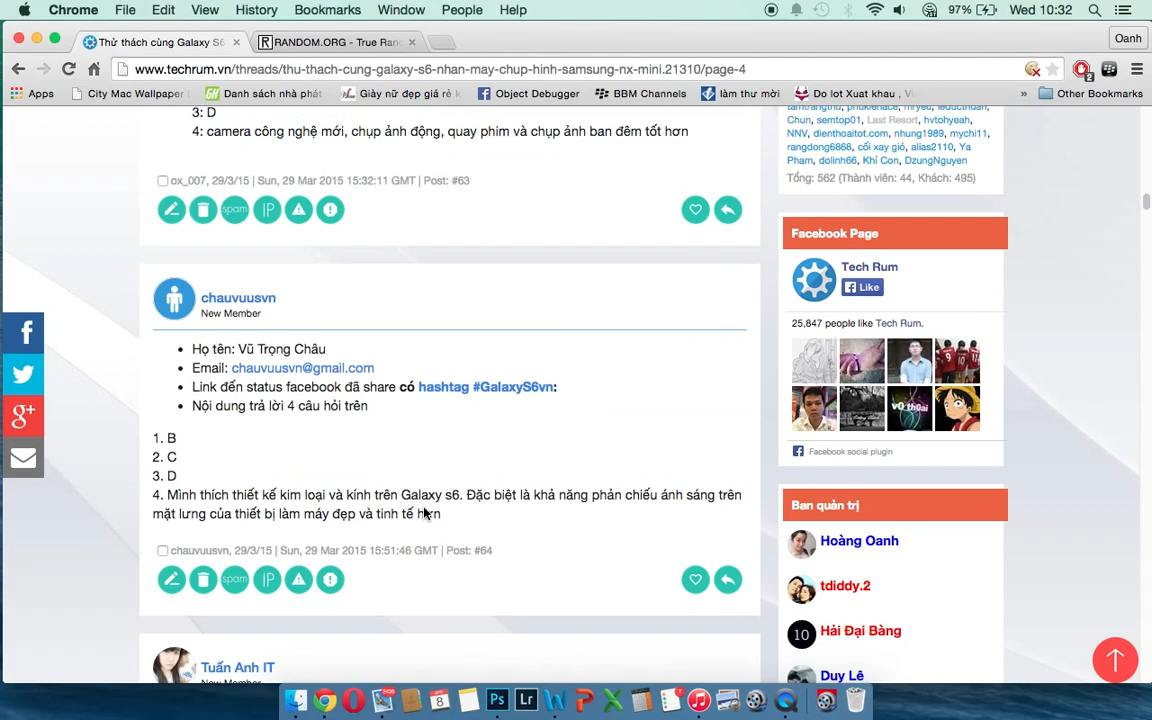 Chrome File Edit View History Bookmarks Window People Help 97% Wed 10:32
Thử thách cùng Galaxy S6 RANDOM.ORG - True Ran Oanh
www.techrum.vn/threads/thu-thach-cung-galaxy-s6-nhan-may-chup-hinh-samsung-nx-mini.21310/page-4
Apps City Mac Wallpaper Danh sách nhà phát Giày nữ đẹp giá rẻ Object Debugger BBM Channels làm thư mời Do lot Xuat khau , V » Other Bookmarks
3: D
4: camera công nghệ mới, chụp ảnh động, quay phim và chụp ảnh ban đêm tốt hơn
ox_007, 29/3/15 | Sun, 29 Mar 2015 15:32:11 GMT | Post: #63
spam IP
chauvuusvn
New Member
Họ tên: Vũ Trọng Châu
Email: chauvuusvn@gmail.com
Link đến status facebook đã share có hashtag #GalaxyS6vn:
Nội dung trả lời 4 câu hỏi trên
1. B
2. C
3. D
4. Mình thích thiết kế kim loại và kính trên Galaxy s6. Đặc biệt là khả năng phản chiếu ánh sáng trên
mặt lưng của thiết bị làm máy đẹp và tinh tế hơn
chauvuusvn, 29/3/15 | Sun, 29 Mar 2015 15:51:46 GMT | Post: #64
spam IP
Tuấn Anh IT
Chun, semtop01, Last Resort, hvtohyeah,
NNV, dienthoaitot.com, nhung1989, mychi11,
rangdong6868, cối xay gió, alias2110, Ya
Pham, dolinh66, Khí Con, DzungNguyen
Tổng: 562 (Thành viên: 44, Khách: 495)
Facebook Page
Tech Rum
Like
25,847 people like Tech Rum.
Facebook social plugin
Ban quản trị
Hoàng Oanh
tdiddy.2
10 Hải Đại Bàng
Duy Lê